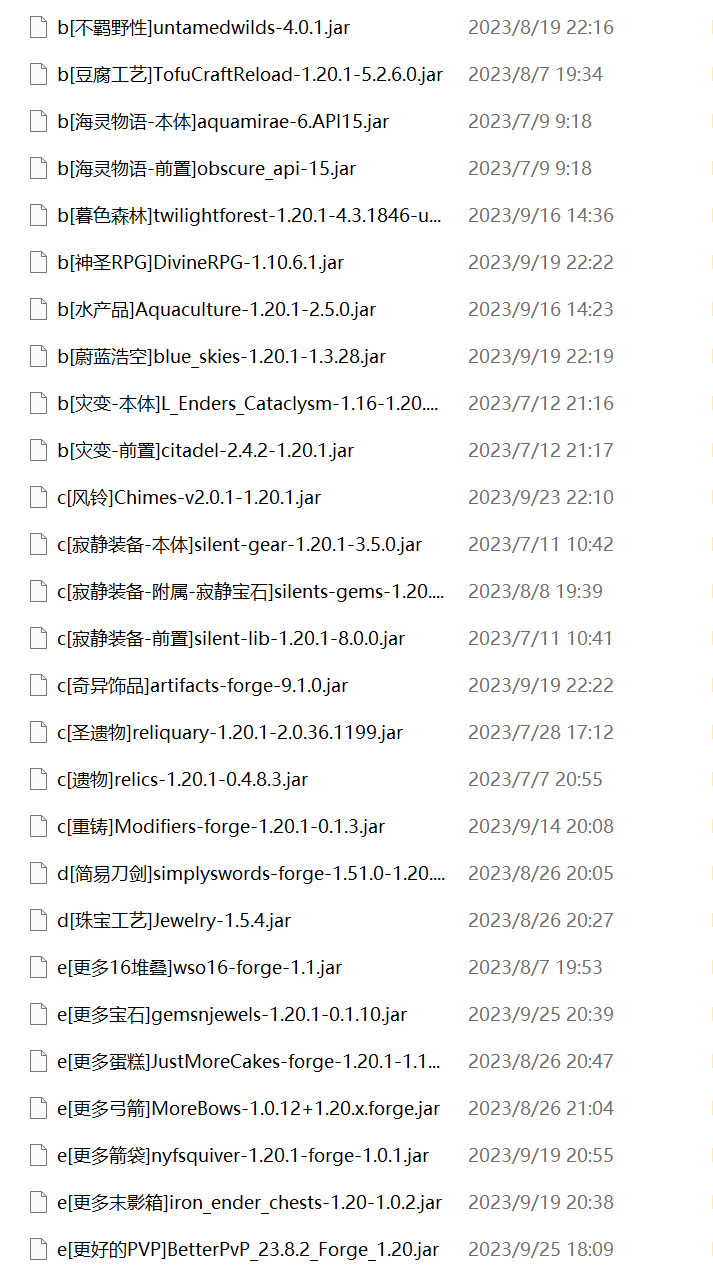 b[不羁野性]untamedwilds-4.0.1.jar 2023/8/19 22:16
b[豆腐工艺]TofuCraftReload-1.20.1-5.2.6.0.jar 2023/8/7 19:34
b[海灵物语-本体]aquamirae-6.API15.jar 2023/7/9 9:18
b[海灵物语-前置]obscure_api-15.jar 2023/7/9 9:18
b[暮色森林]twilightforest-1.20.1-4.3.1846-u... 2023/9/16 14:36
b[神圣RPG]DivineRPG-1.10.6.1.jar 2023/9/19 22:22
b[水产品]Aquaculture-1.20.1-2.5.0.jar 2023/9/16 14:23
b[蔚蓝浩空]blue_skies-1.20.1-1.3.28.jar 2023/9/19 22:19
b[灾变-本体]L_Enders_Cataclysm-1.16-1.20.... 2023/7/12 21:16
b[灾变-前置]citadel-2.4.2-1.20.1.jar 2023/7/12 21:17
c[风铃]Chimes-v2.0.1-1.20.1.jar 2023/9/23 22:10
c[寂静装备-本体]silent-gear-1.20.1-3.5.0.jar 2023/7/11 10:42
c[寂静装备-附属-寂静宝石]silents-gems-1.20.... 2023/8/8 19:39
c[寂静装备-前置]silent-lib-1.20.1-8.0.0.jar 2023/7/11 10:41
c[奇异饰品]artifacts-forge-9.1.0.jar 2023/9/19 22:22
c[圣遗物]reliquary-1.20.1-2.0.36.1199.jar 2023/7/28 17:12
c[遗物]relics-1.20.1-0.4.8.3.jar 2023/7/7 20:55
c[重铸]Modifiers-forge-1.20.1-0.1.3.jar 2023/9/14 20:08
d[简易刀剑]simplyswords-forge-1.51.0-1.20.... 2023/8/26 20:05
d[珠宝工艺]Jewelry-1.5.4.jar 2023/8/26 20:27
e[更多16堆叠]wso16-forge-1.1.jar 2023/8/7 19:53
e[更多宝石]gemsnjewels-1.20.1-0.1.10.jar 2023/9/25 20:39
e[更多蛋糕]JustMoreCakes-forge-1.20.1-1.1... 2023/8/26 20:47
e[更多弓箭]MoreBows-1.0.12+1.20.x.forge.jar 2023/8/26 21:04
e[更多箭袋]nyfsquiver-1.20.1-forge-1.0.1.jar 2023/9/19 20:55
e[更多末影箱]iron_ender_chests-1.20-1.0.2.jar 2023/9/19 20:38
e[更好的PVP]BetterPvP_23.8.2_Forge_1.20.jar 2023/9/25 18:09